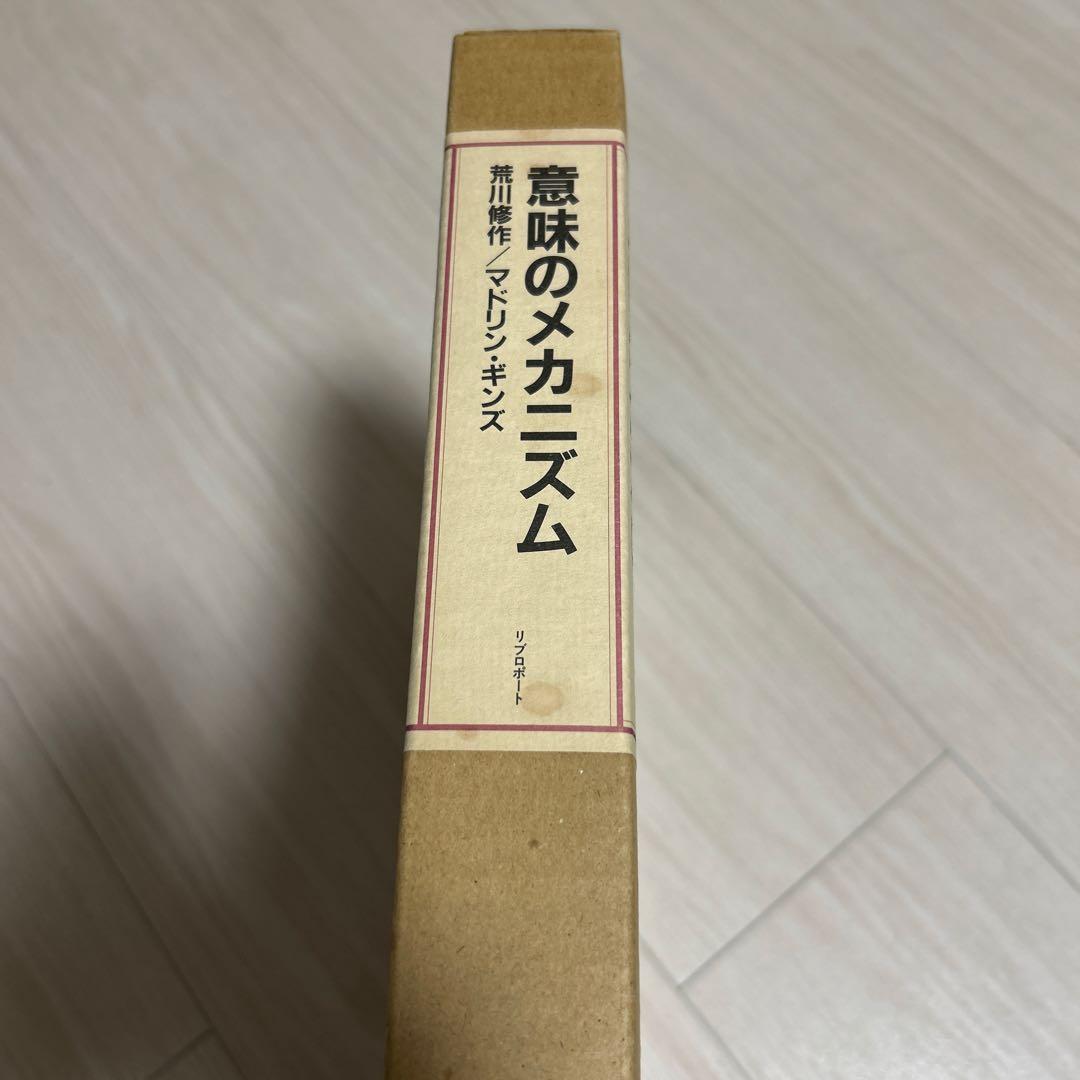 意味のメカニズム
荒川修作／マドリン・ギンズ
リブロポート